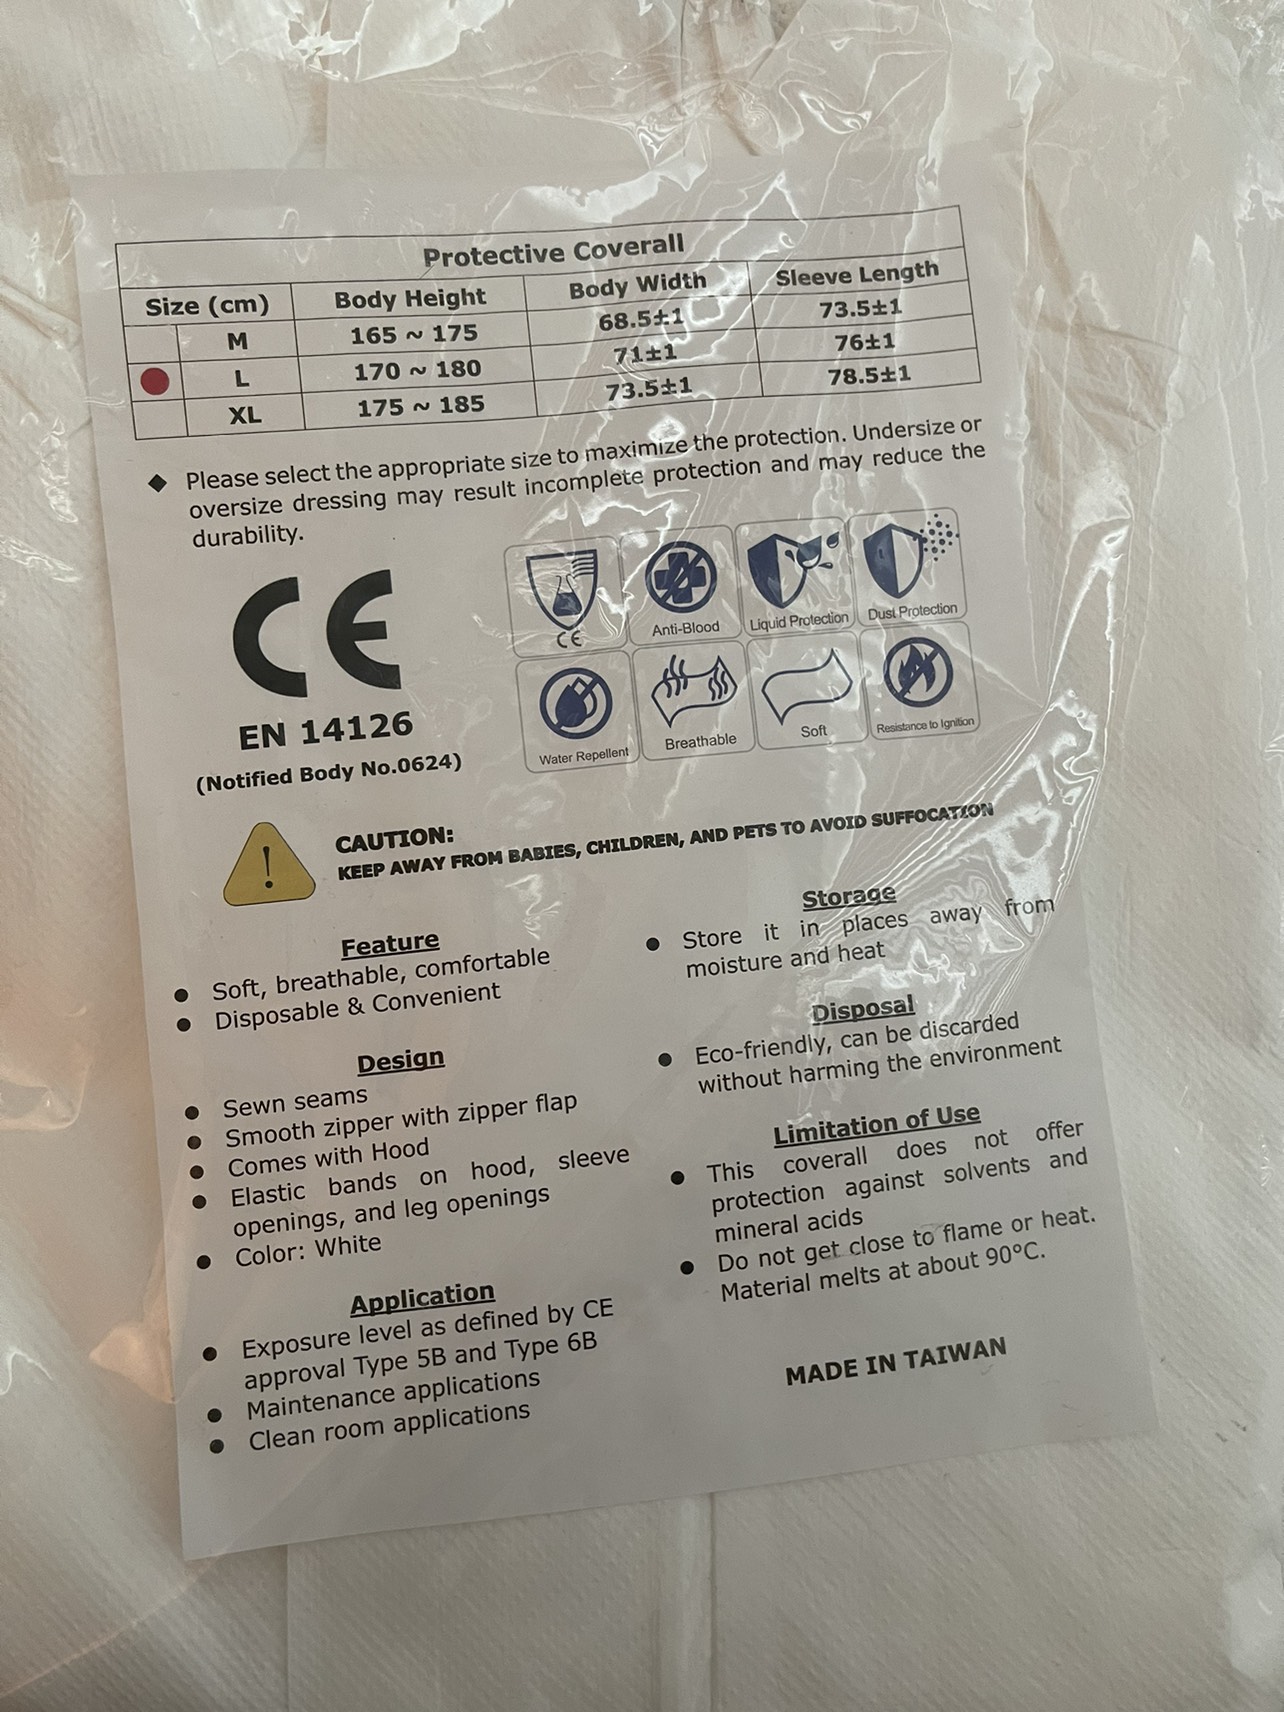 Protective Coverall
Size (cm) Body Height Body Width Sleeve Length
M 165 ~ 175 68.5±1 73.5±1
L 170 ~ 180 71±1 76±1
XL 175 ~ 185 73.5±1 78.5±1
◆ Please select the appropriate size to maximize the protection. Undersize or
oversize dressing may result incomplete protection and may reduce the
durability.
CE
EN 14126
(Notified Body No.0624)
CE
Anti-Blood
Liquid Protection
Dust Protection
Water Repellent
Breathable
Soft
Resistance to Ignition
!
CAUTION:
KEEP AWAY FROM BABIES, CHILDREN, AND PETS TO AVOID SUFFOCATION
Feature
● Soft, breathable, comfortable
● Disposable & Convenient
Design
● Sewn seams
● Smooth zipper with zipper flap
● Comes with Hood
● Elastic bands on hood, sleeve
openings, and leg openings
● Color: White
Application
● Exposure level as defined by CE
approval Type 5B and Type 6B
● Maintenance applications
● Clean room applications
Storage
● Store it in places away from
moisture and heat
Disposal
● Eco-friendly, can be discarded
without harming the environment
Limitation of Use
● This coverall does not offer
protection against solvents and
mineral acids
● Do not get close to flame or heat.
Material melts at about 90°C.
MADE IN TAIWAN